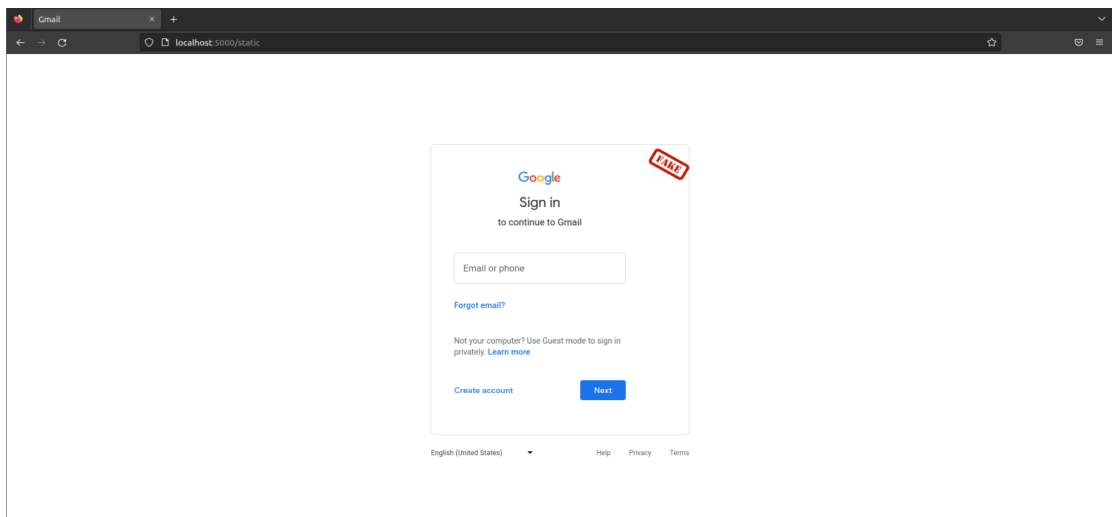 Gmail
localhost:5000/static
FAKE
Google
Sign in
to continue to Gmail
Email or phone
Forgot email?
Not your computer? Use Guest mode to sign in
privately. Learn more
Create account Next
English (United States) Help Privacy Terms